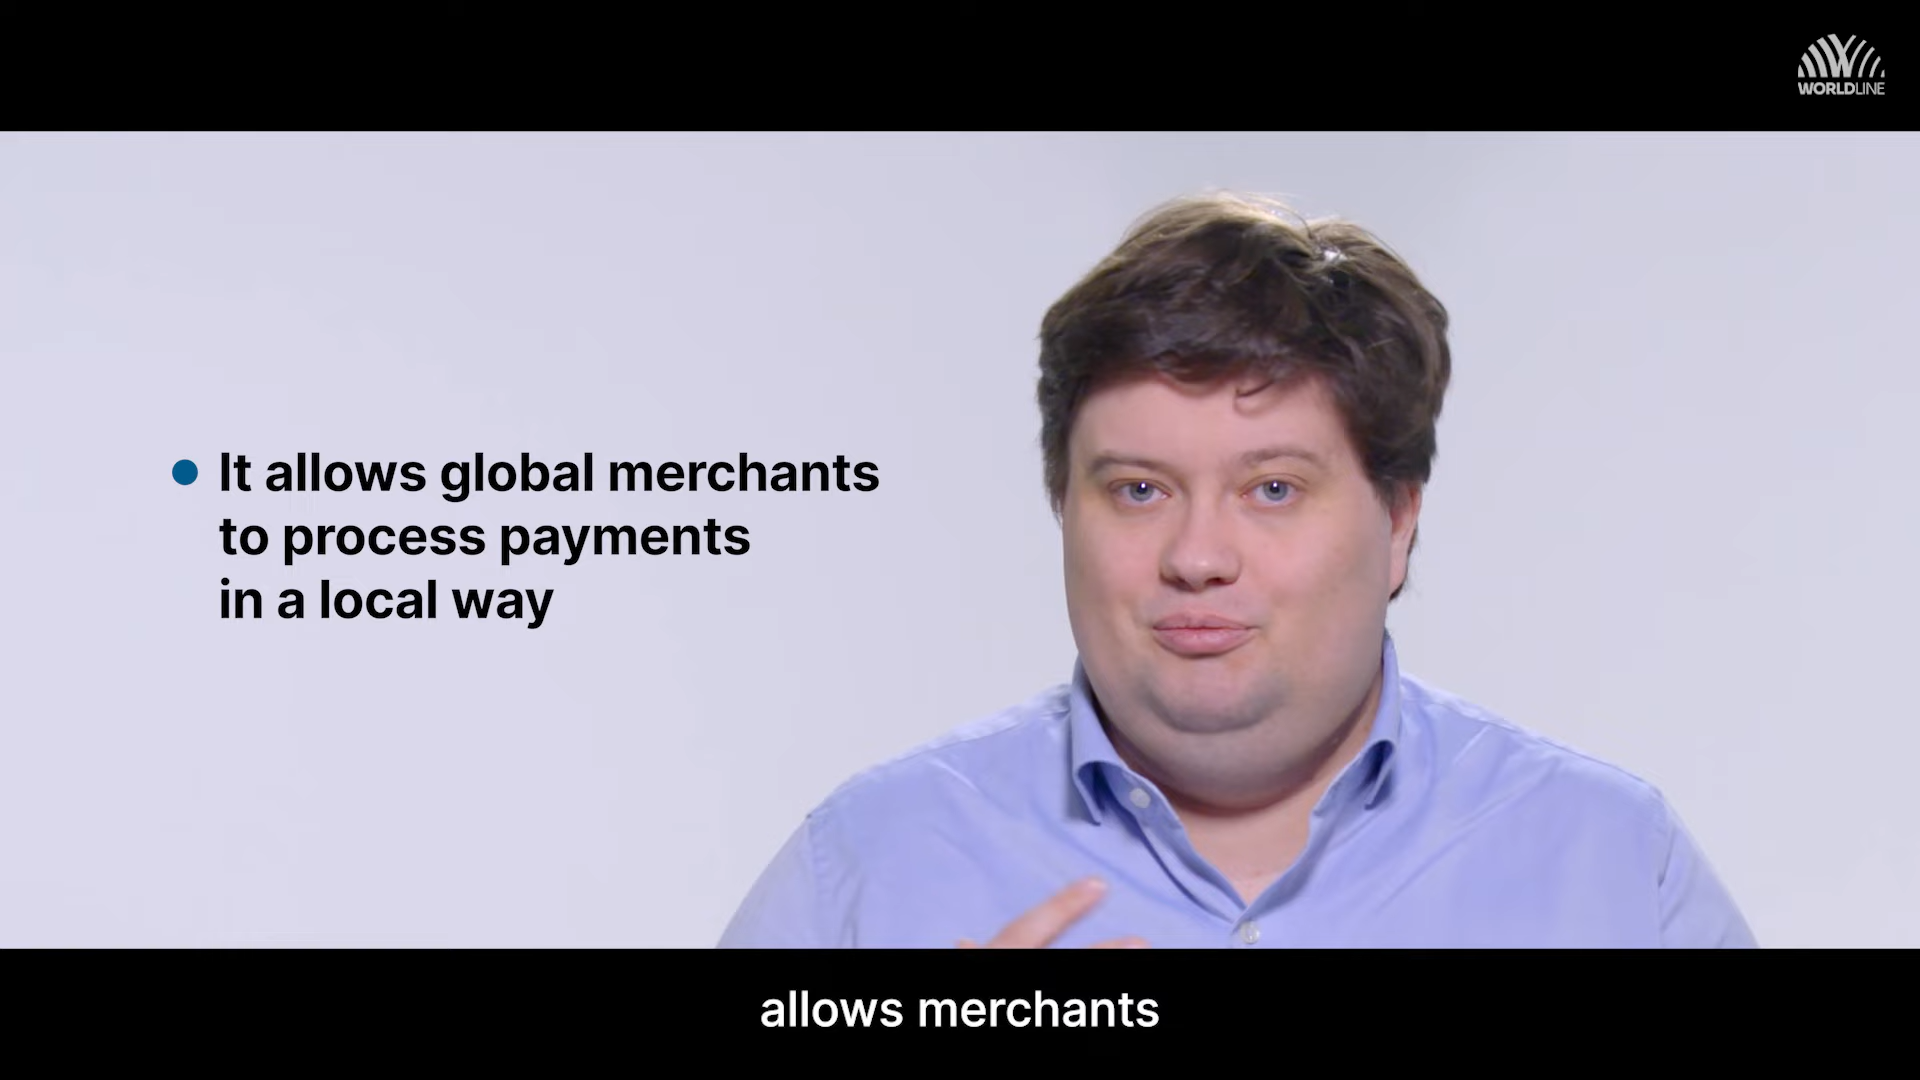 WORLDLINE
It allows global merchants
to process payments
in a local way
allows merchants